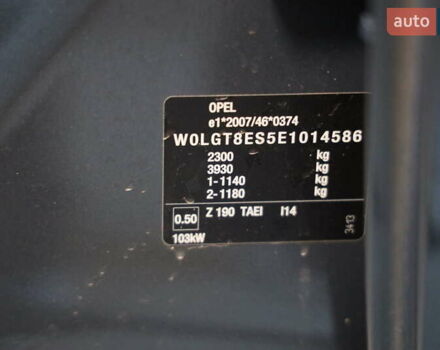 auto
OPEL
e1*2007/46*0374
W0LGT8ES5E1014586
2300 kg
3930 kg
1-1140 kg
2-1180 kg
0.50 Z 190 TAEI I14
103kW
3413